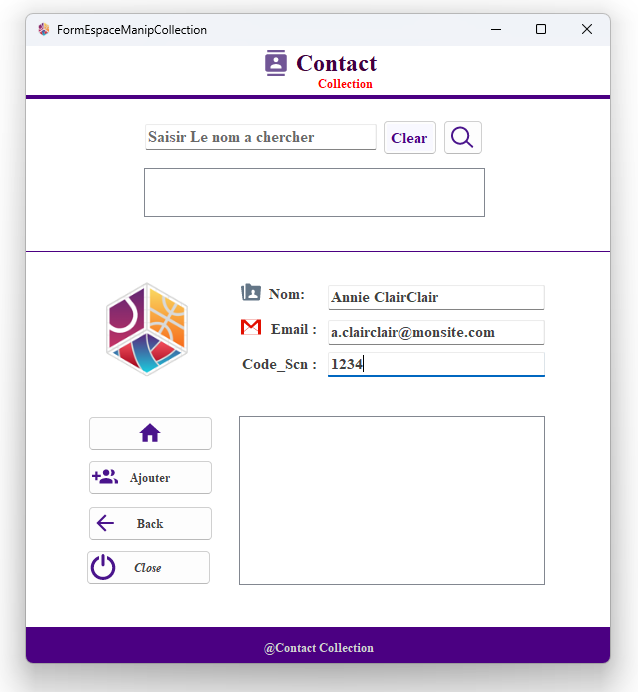 FormEspaceManipCollection
Contact
Collection
Saisir Le nom a chercher
Clear
Nom:
Annie ClairClair
Email :
a.clairclair@monsite.com
Code_Scn :
1234
Ajouter
Back
Close
@Contact Collection